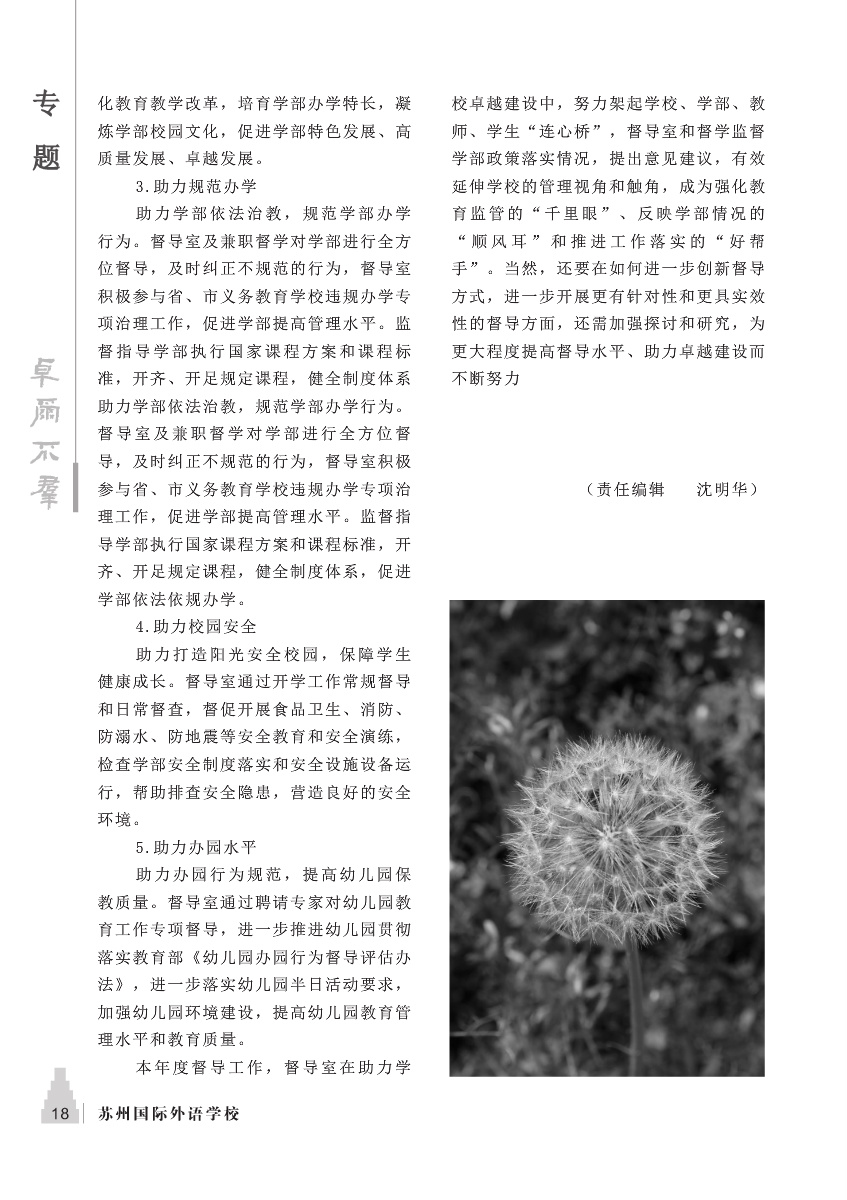 专
题
卓尔不群
化教育教学改革，培育学部办学特长，凝
炼学部校园文化，促进学部特色发展、高
质量发展、卓越发展。
3.助力规范办学
助力学部依法治教，规范学部办学
行为。督导室及兼职督学对学部进行全方
位督导，及时纠正不规范的行为，督导室
积极参与省、市义务教育学校违规办学专
项治理工作，促进学部提高管理水平。监
督指导学部执行国家课程方案和课程标
准，开齐、开足规定课程，健全制度体系
助力学部依法治教，规范学部办学行为。
督导室及兼职督学对学部进行全方位督
导，及时纠正不规范的行为，督导室积极
参与省、市义务教育学校违规办学专项治
理工作，促进学部提高管理水平。监督指
导学部执行国家课程方案和课程标准，开
齐、开足规定课程，健全制度体系，促进
学部依法依规办学。
4.助力校园安全
助力打造阳光安全校园，保障学生
健康成长。督导室通过开学工作常规督导
和日常督查，督促开展食品卫生、消防、
防溺水、防地震等安全教育和安全演练，
检查学部安全制度落实和安全设施设备运
行，帮助排查安全隐患，营造良好的安全
环境。
5.助力办园水平
助力办园行为规范，提高幼儿园保
教质量。督导室通过聘请专家对幼儿园教
育工作专项督导，进一步推进幼儿园贯彻
落实教育部《幼儿园办园行为督导评估办
法》，进一步落实幼儿园半日活动要求，
加强幼儿园环境建设，提高幼儿园教育管
理水平和教育质量。
本年度督导工作，督导室在助力学
校卓越建设中，努力架起学校、学部、教
师、学生“连心桥”，督导室和督学监督
学部政策落实情况，提出意见建议，有效
延伸学校的管理视角和触角，成为强化教
育监管的“千里眼”、反映学部情况的
“顺风耳”和推进工作落实的“好帮
手”。当然，还要在如何进一步创新督导
方式，进一步开展更有针对性和更具实效
性的督导方面，还需加强探讨和研究，为
更大程度提高督导水平、助力卓越建设而
不断努力
（责任编辑　沈明华）
18 苏州国际外语学校